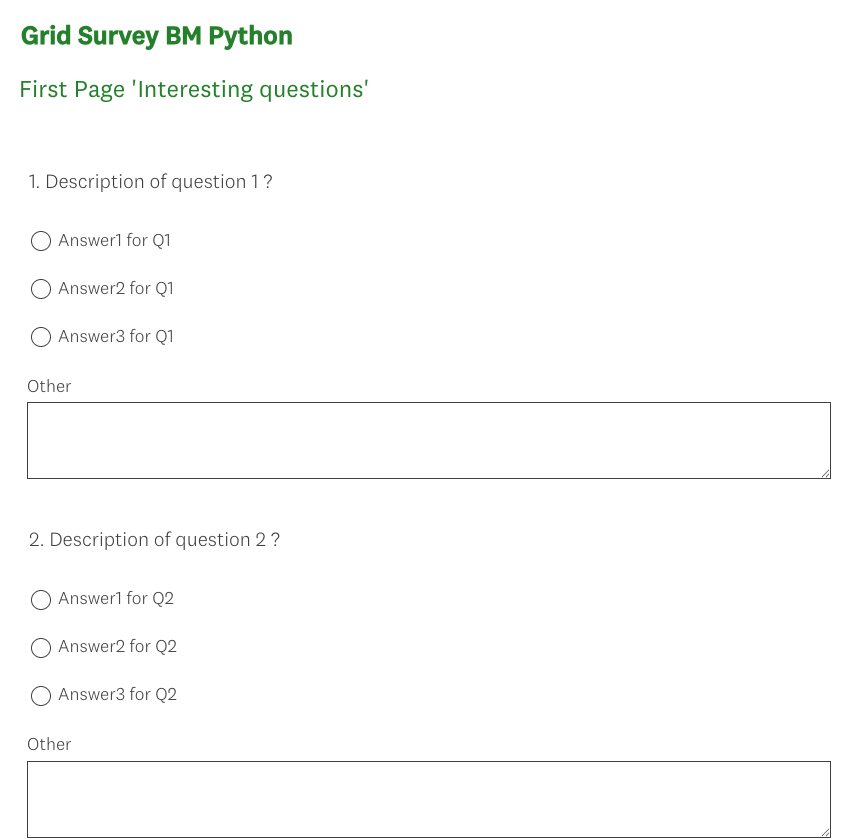 Grid Survey BM Python
First Page 'Interesting questions'
1. Description of question 1 ?
Answer1 for Q1
Answer2 for Q1
Answer3 for Q1
Other
2. Description of question 2 ?
Answer1 for Q2
Answer2 for Q2
Answer3 for Q2
Other